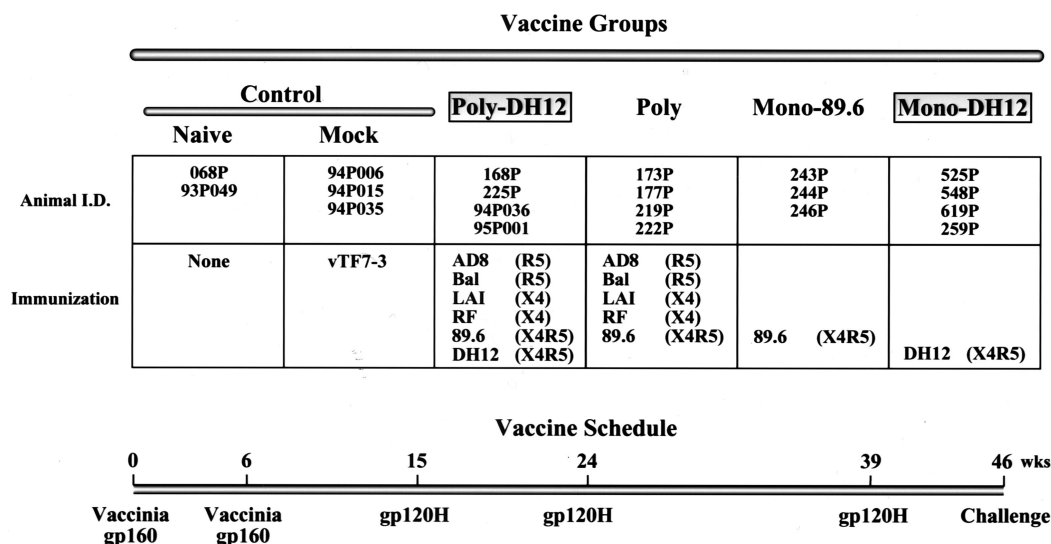 Vaccine Groups
Control
Poly-DH12 Poly Mono-89.6 Mono-DH12
Naive Mock
Animal I.D.
068P 94P006 168P 173P 243P 525P
93P049 94P015 225P 177P 244P 548P
94P035 94P036 219P 246P 619P
95P001 222P 259P
Immunization
None vTF7-3 AD8 (R5) AD8 (R5)
Bal (R5) Bal (R5)
LAI (X4) LAI (X4)
RF (X4) RF (X4)
89.6 (X4R5) 89.6 (X4R5) 89.6 (X4R5)
DH12 (X4R5) DH12 (X4R5)
Vaccine Schedule
0 6 15 24 39 46 wks
Vaccinia Vaccinia gp120H gp120H gp120H Challenge
gp160 gp160